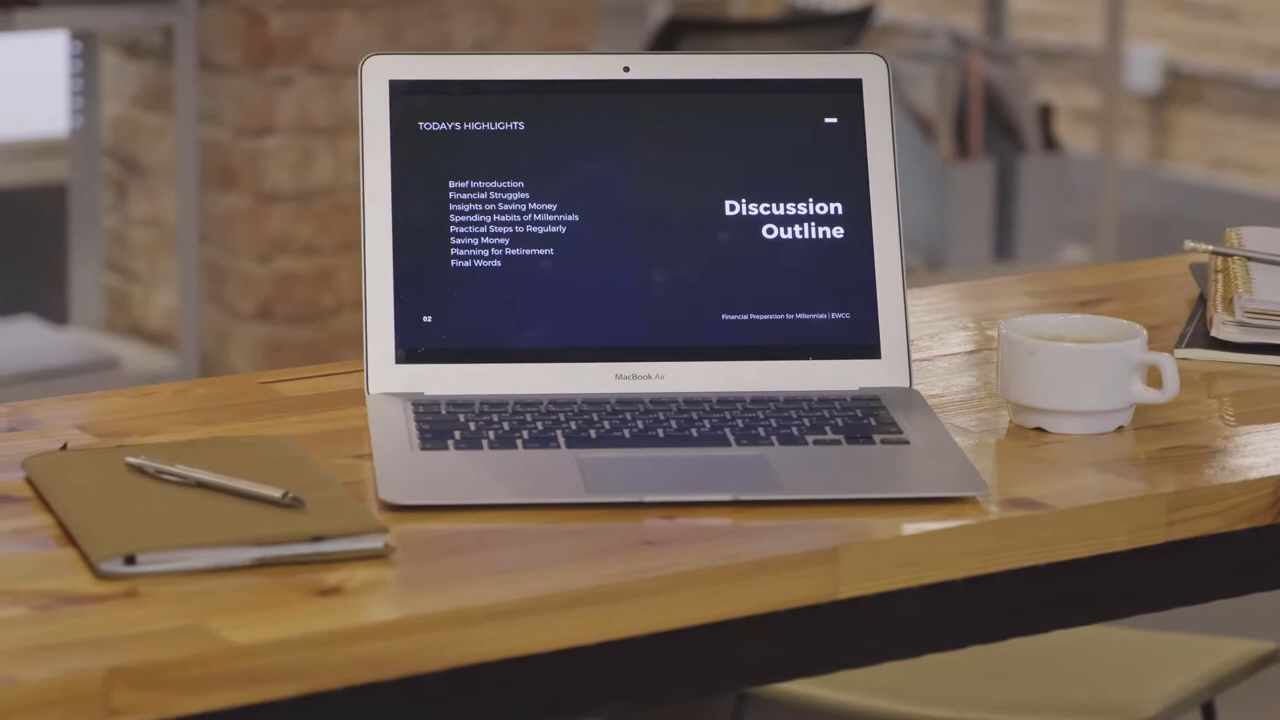 TODAY'S HIGHLIGHTS
Brief Introduction
Financial Struggles
Insights on Saving Money
Spending Habits of Millennials
Practical Steps to Regularly
Saving Money
Planning for Retirement
Final Words
Discussion
Outline
02
Financial Preparation for Millennials | EWCG
MacBook Air